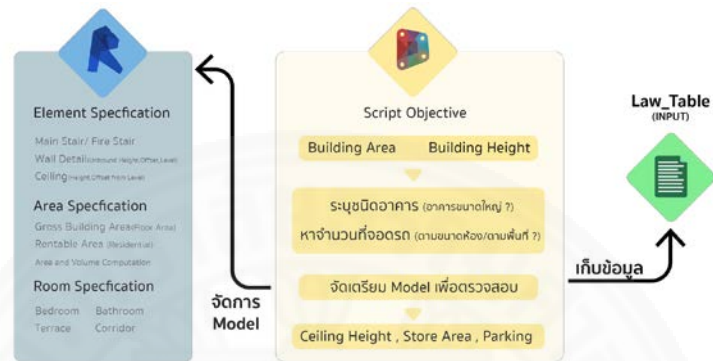 Element Specfication
Main Stair/ Fire Stair
Wall Detail(Unbound Height,Offset,Level)
Ceiling(Height,Offset from Level)
Area Specfication
Gross Building Area(Floor Area)
Rentable Area (Residential)
Area and Volume Computation
Room Specfication
Bedroom Bathroom
Terrace Corridor
จัดการ
Model
Script Objective
Building Area Building Height
ระบุชนิดอาคาร (อาคารขนาดใหญ่ ?)
หาจำนวนที่จอดรถ (ตามขนาดห้อง/ตามพื้นที่ ?)
จัดเตรียม Model เพื่อตรวจสอบ
Ceiling Height , Store Area , Parking
เก็บข้อมูล
Law_Table
(INPUT)